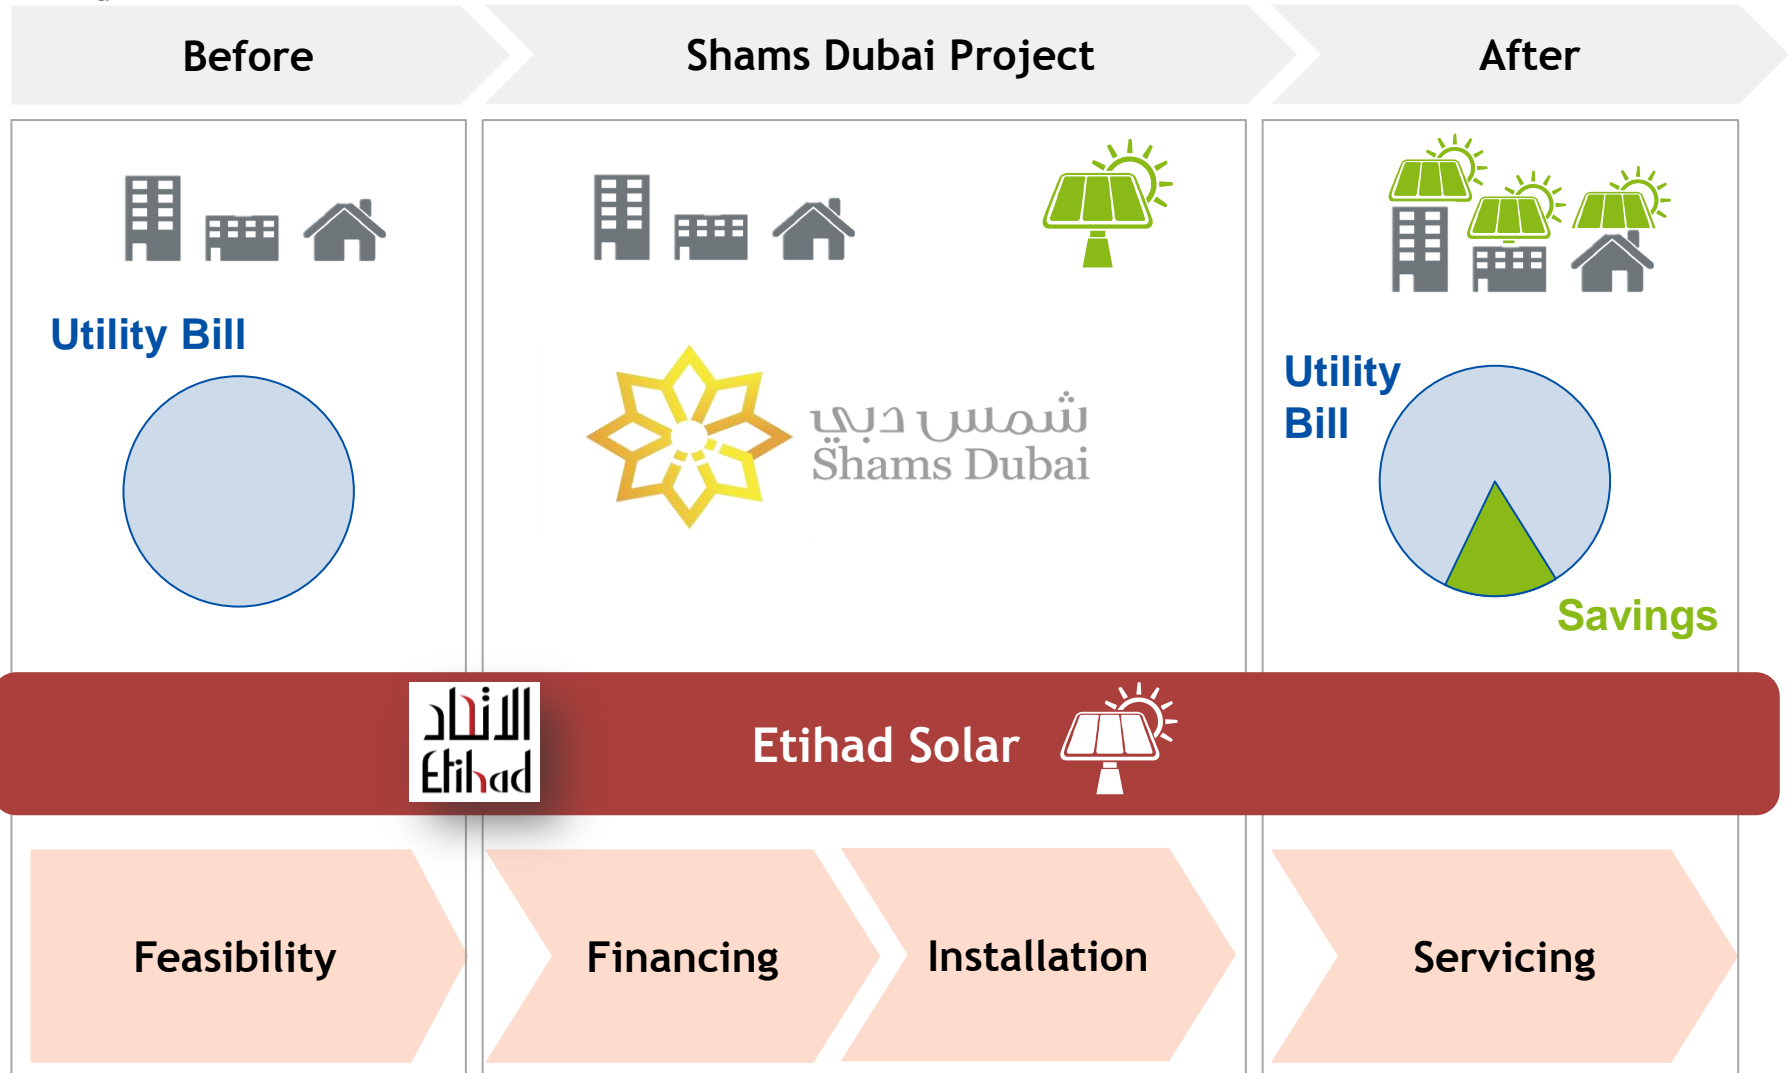 Before
Shams Dubai Project
After
Utility Bill
شمس دبي
Shams Dubai
Utility
Bill
Savings
الاتحاد
Etihad
Etihad Solar
Feasibility
Financing
Installation
Servicing